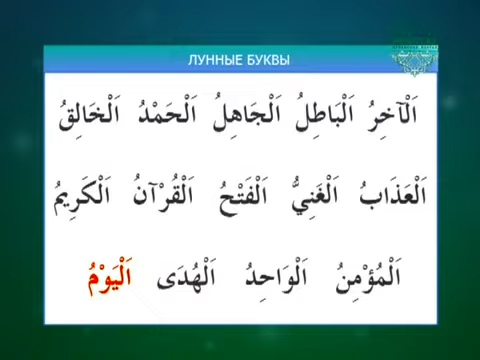 ЛУННЫЕ БУКВЫ
اَلْآخِرُ اَلْبَاطِلُ اَلْجَاهِلُ اَلْحَمْدُ اَلْخَالِقُ
اَلْعَذَابُ اَلْغَنِيُّ اَلْفَتْحُ اَلْقُرْآنُ اَلْكَرِيمُ
اَلْمُؤْمِنُ اَلْوَاحِدُ اَلْهُدَى اَلْيَوْمُ